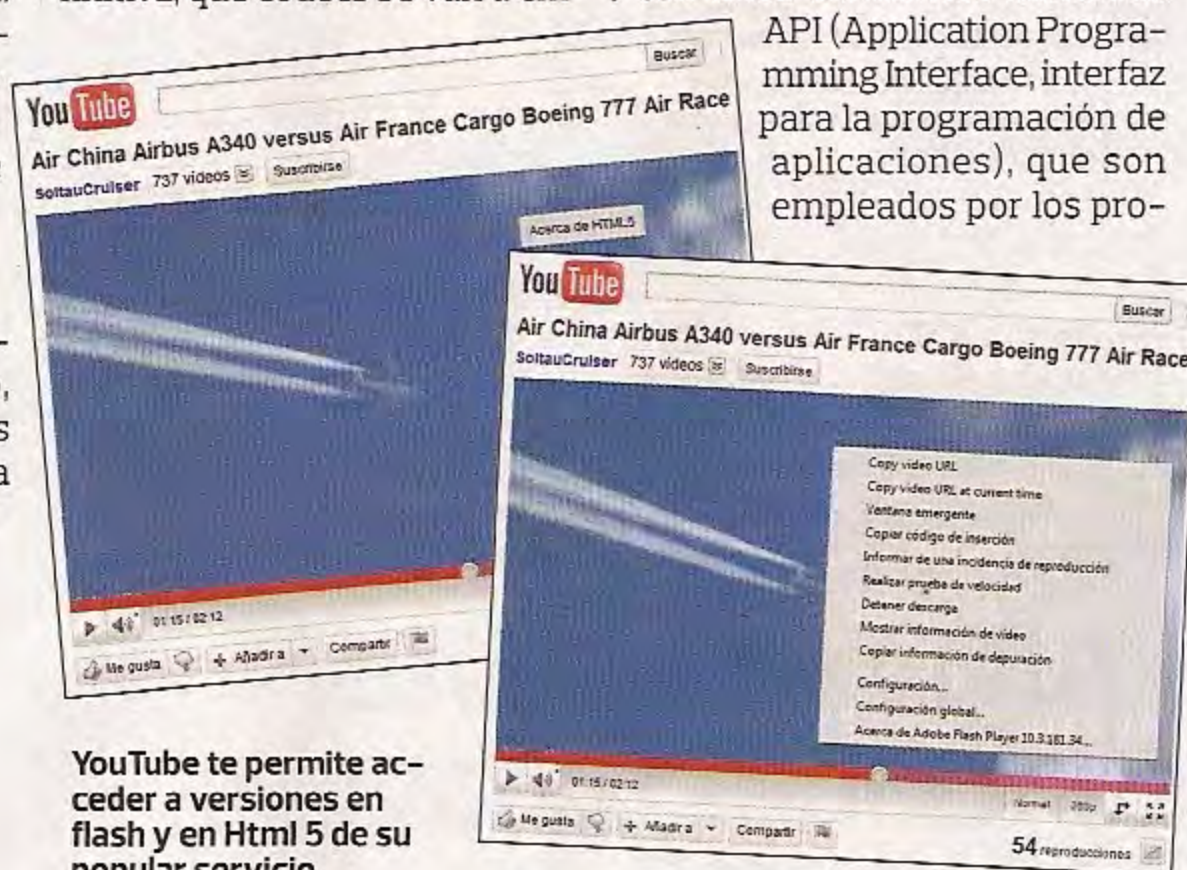 API (Application Progra-
mming Interface, interfaz
para la programación de
aplicaciones), que son
empleados por los pro-
YouTube
Buscar
Air China Airbus A340 versus Air France Cargo Boeing 777 Air Race
SoltauCruiser 737 videos Suscribirse
Acerca de HTML5
01:15 / 02:12
Me gusta Añadir a Compartir
YouTube
Buscar
Air China Airbus A340 versus Air France Cargo Boeing 777 Air Race
SoltauCruiser 737 videos Suscribirse
Copy video URL
Copy video URL at current time
Ventana emergente
Copiar código de inserción
Informar de una incidencia de reproducción
Realizar prueba de velocidad
Detener descarga
Mostrar información de vídeo
Copiar información de depuración
Configuración...
Configuración global...
Acerca de Adobe Flash Player 10.3.181.34...
01:15 / 02:12
Normal 360p
Me gusta Añadir a Compartir
54 reproducciones
YouTube te permite ac-
ceder a versiones en
flash y en Html 5 de su
popular servicio